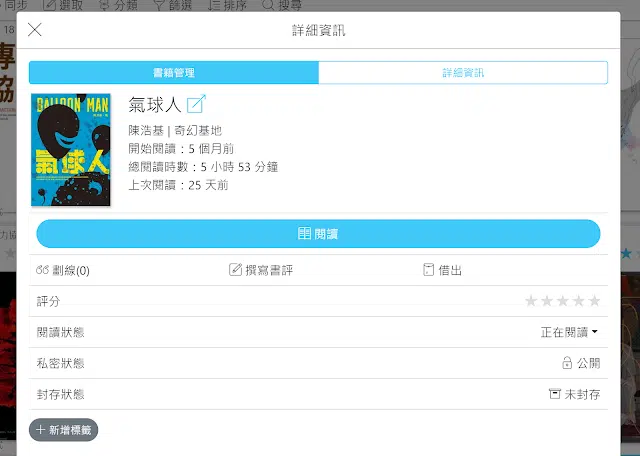 同步 選取 分類 篩選 排序 搜尋
18
詳細資訊
專
協
書籍管理 詳細資訊
BALLOON MAN
氣球人
氣球人
陳浩基 | 奇幻基地
開始閱讀：5 個月前
總閱讀時數：5 小時 53 分鐘
上次閱讀：25 天前
閱讀
力協
劃線(0) 撰寫書評 借出
評分
閱讀狀態 正在閱讀
私密狀態 公開
封存狀態 未封存
+ 新增標籤